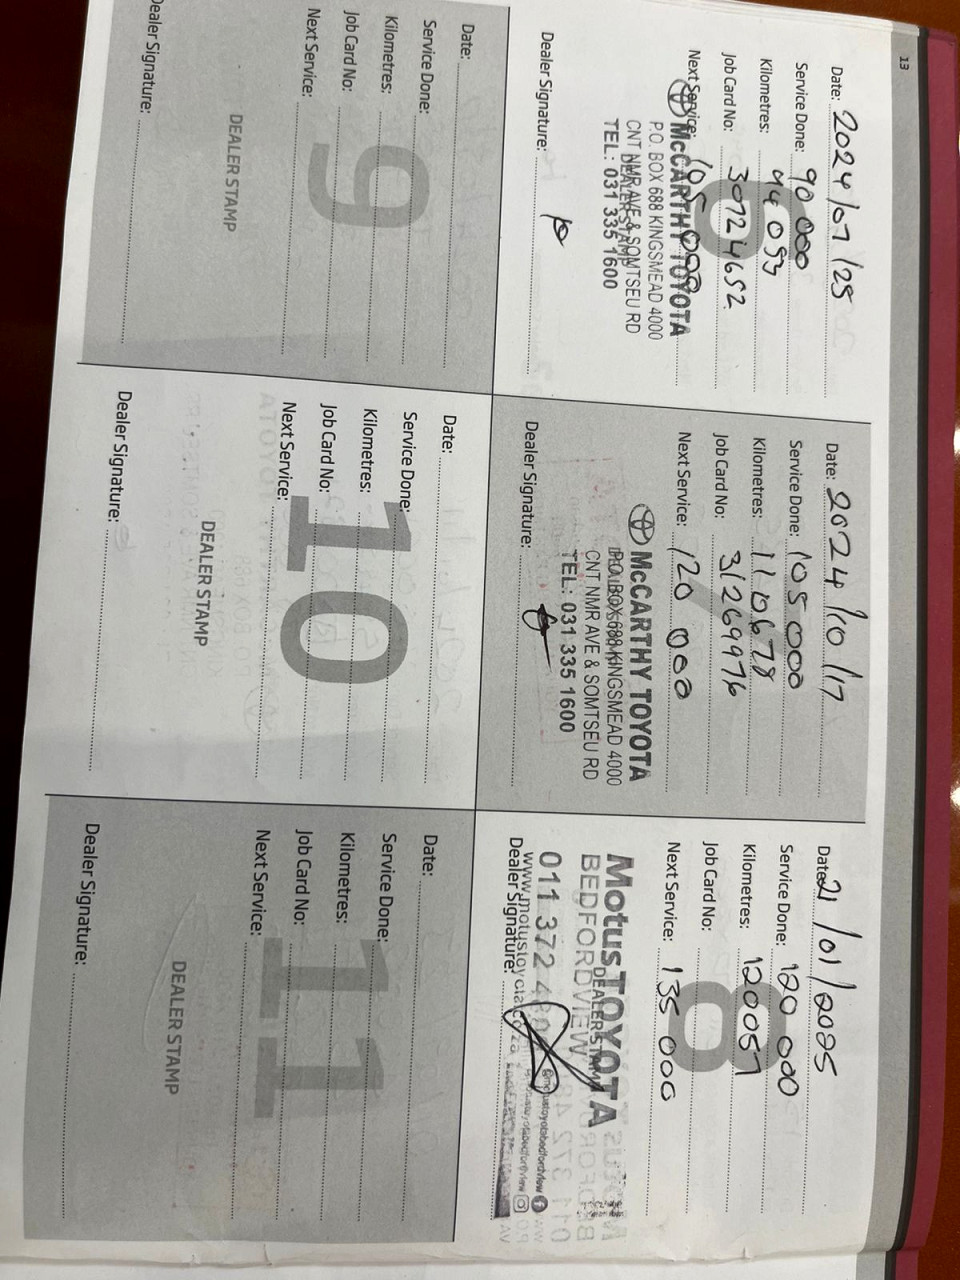 13
Date: 2024/07/25
Service Done: 90 000
Kilometres: 94 053
Job Card No: 30724652
Next Service: 105 000
McCARTHY TOYOTA
P.O. BOX 688 KINGSMEAD 4000
CNT NMR AVE & SOMTSEU RD
DEALER STAMP
TEL: 031 335 1600
Dealer Signature:
Date: 2024/10/17
Service Done: 105 000
Kilometres: 110678
Job Card No: 31269976
Next Service: 120 000
McCARTHY TOYOTA
P.O. BOX 688 KINGSMEAD 4000
CNT NMR AVE & SOMTSEU RD
TEL: 031 335 1600
Dealer Signature:
8
Date: 21/01/2025
Service Done: 120 000
Kilometres: 120057
Job Card No:
Next Service: 135 000
Motus TOYOTA
DEALER STAMP
BEDFORDVIEW
011 372
Dealer Signature:
9
Date:
Service Done:
Kilometres:
Job Card No:
Next Service:
DEALER STAMP
Dealer Signature:
10
Date:
Service Done:
Kilometres:
Job Card No:
Next Service:
DEALER STAMP
Dealer Signature:
11
Date:
Service Done:
Kilometres:
Job Card No:
Next Service:
DEALER STAMP
Dealer Signature: